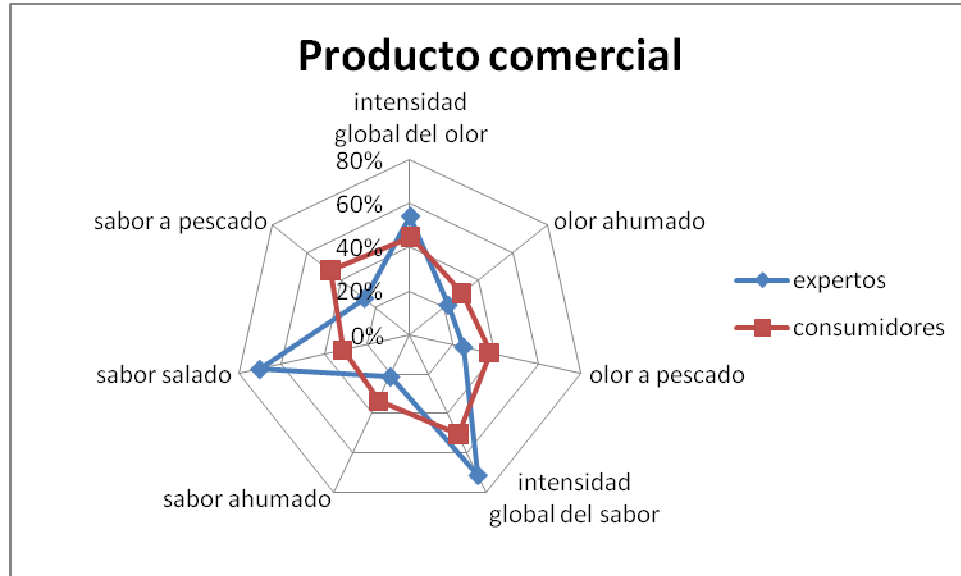 Producto comercial
intensidad
global del olor
80%
60%
40%
20%
0%
olor ahumado
olor a pescado
intensidad
global del sabor
sabor ahumado
sabor salado
sabor a pescado
expertos
consumidores